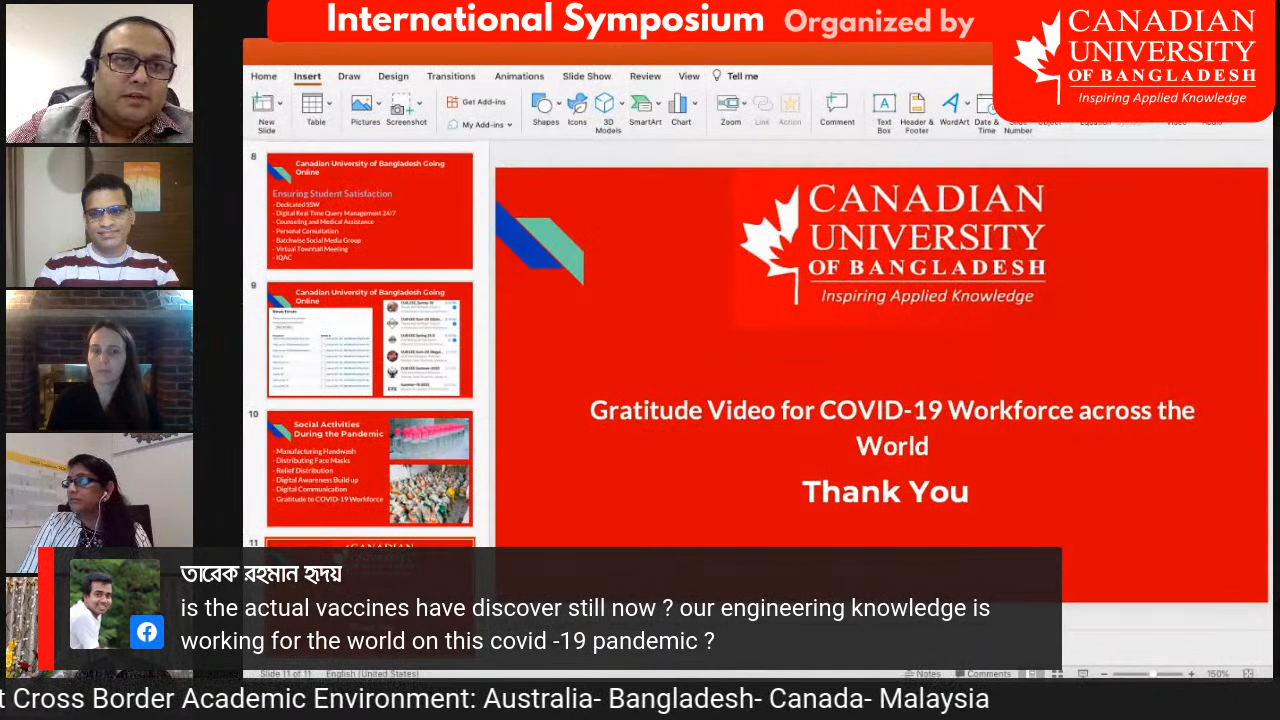 International Symposium Organized by
CANADIAN
UNIVERSITY
OF BANGLADESH
Inspiring Applied Knowledge
Home Insert Draw Design Transitions Animations Slide Show Review View Tell me
New
Slide
Table
Pictures
Screenshot
Get Add-ins
My Add-ins
Shapes
Icons
3D
Models
SmartArt
Chart
Zoom
Link
Action
Comment
Text
Box
Header &
Footer
WordArt
Date &
Time
Slide
Number
Object
8
Canadian University of Bangladesh Going
Online
Ensuring Student Satisfaction
- Dedicated SSW
- Digital Real Time Query Management 24/7
- Counseling and Medical Assistance
- Personal Consultation
- Batchwise Social Media Group
- Virtual Townhall Meeting
- IQAC
9
Canadian University of Bangladesh Going
Online
10
Social Activities
During the Pandemic
- Manufacturing Handwash
- Distributing Face Masks
- Relief Distribution
- Digital Awareness Build up
- Digital Communication
- Gratitude to COVID-19 Workforce
11
CANADIAN
UNIVERSITY
OF BANGLADESH
Inspiring Applied Knowledge
Gratitude Video for COVID-19 Workforce across the
World
Thank You
তারেক রহমান হৃদয়
is the actual vaccines have discover still now ? our engineering knowledge is
working for the world on this covid -19 pandemic ?
Slide 11 of 11 English (United States) Notes Comments 150%
t Cross Border Academic Environment: Australia- Bangladesh- Canada- Malaysia